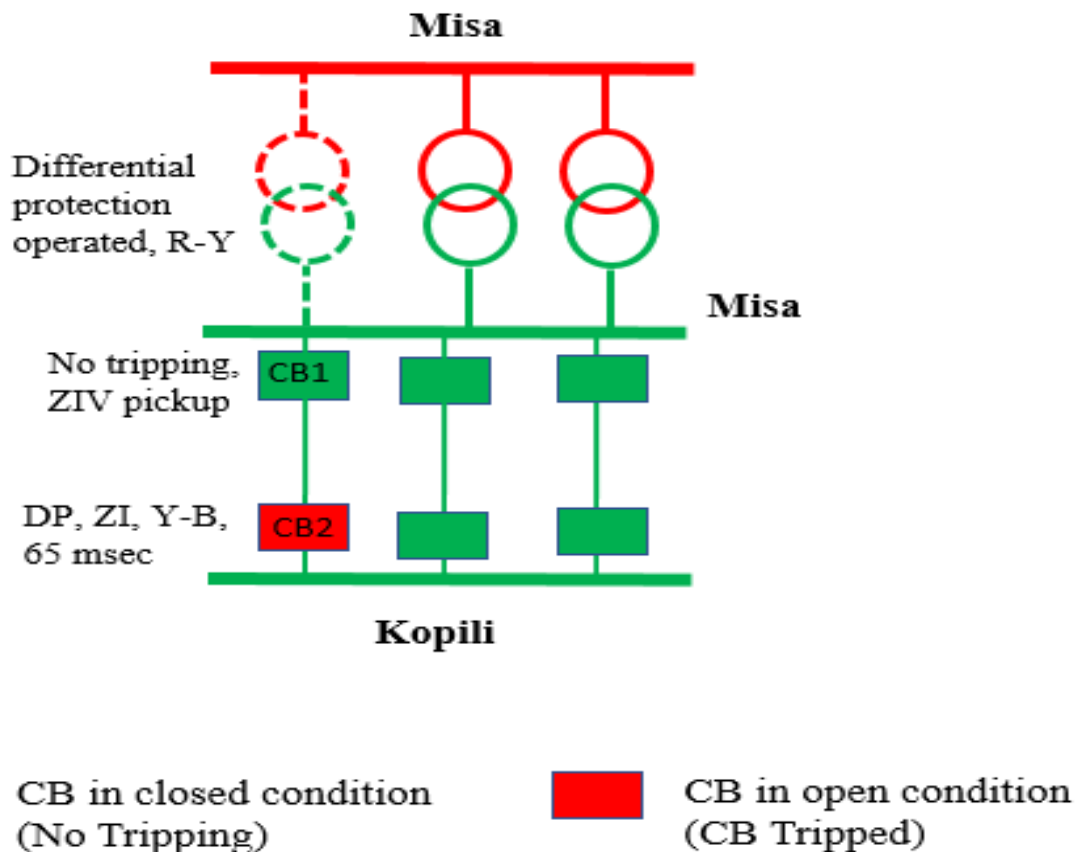 Misa
Differential
protection
operated, R-Y
Misa
No tripping,
ZIV pickup
CB1
DP, ZI, Y-B,
65 msec
CB2
Kopili
CB in closed condition
(No Tripping)
CB in open condition
(CB Tripped)